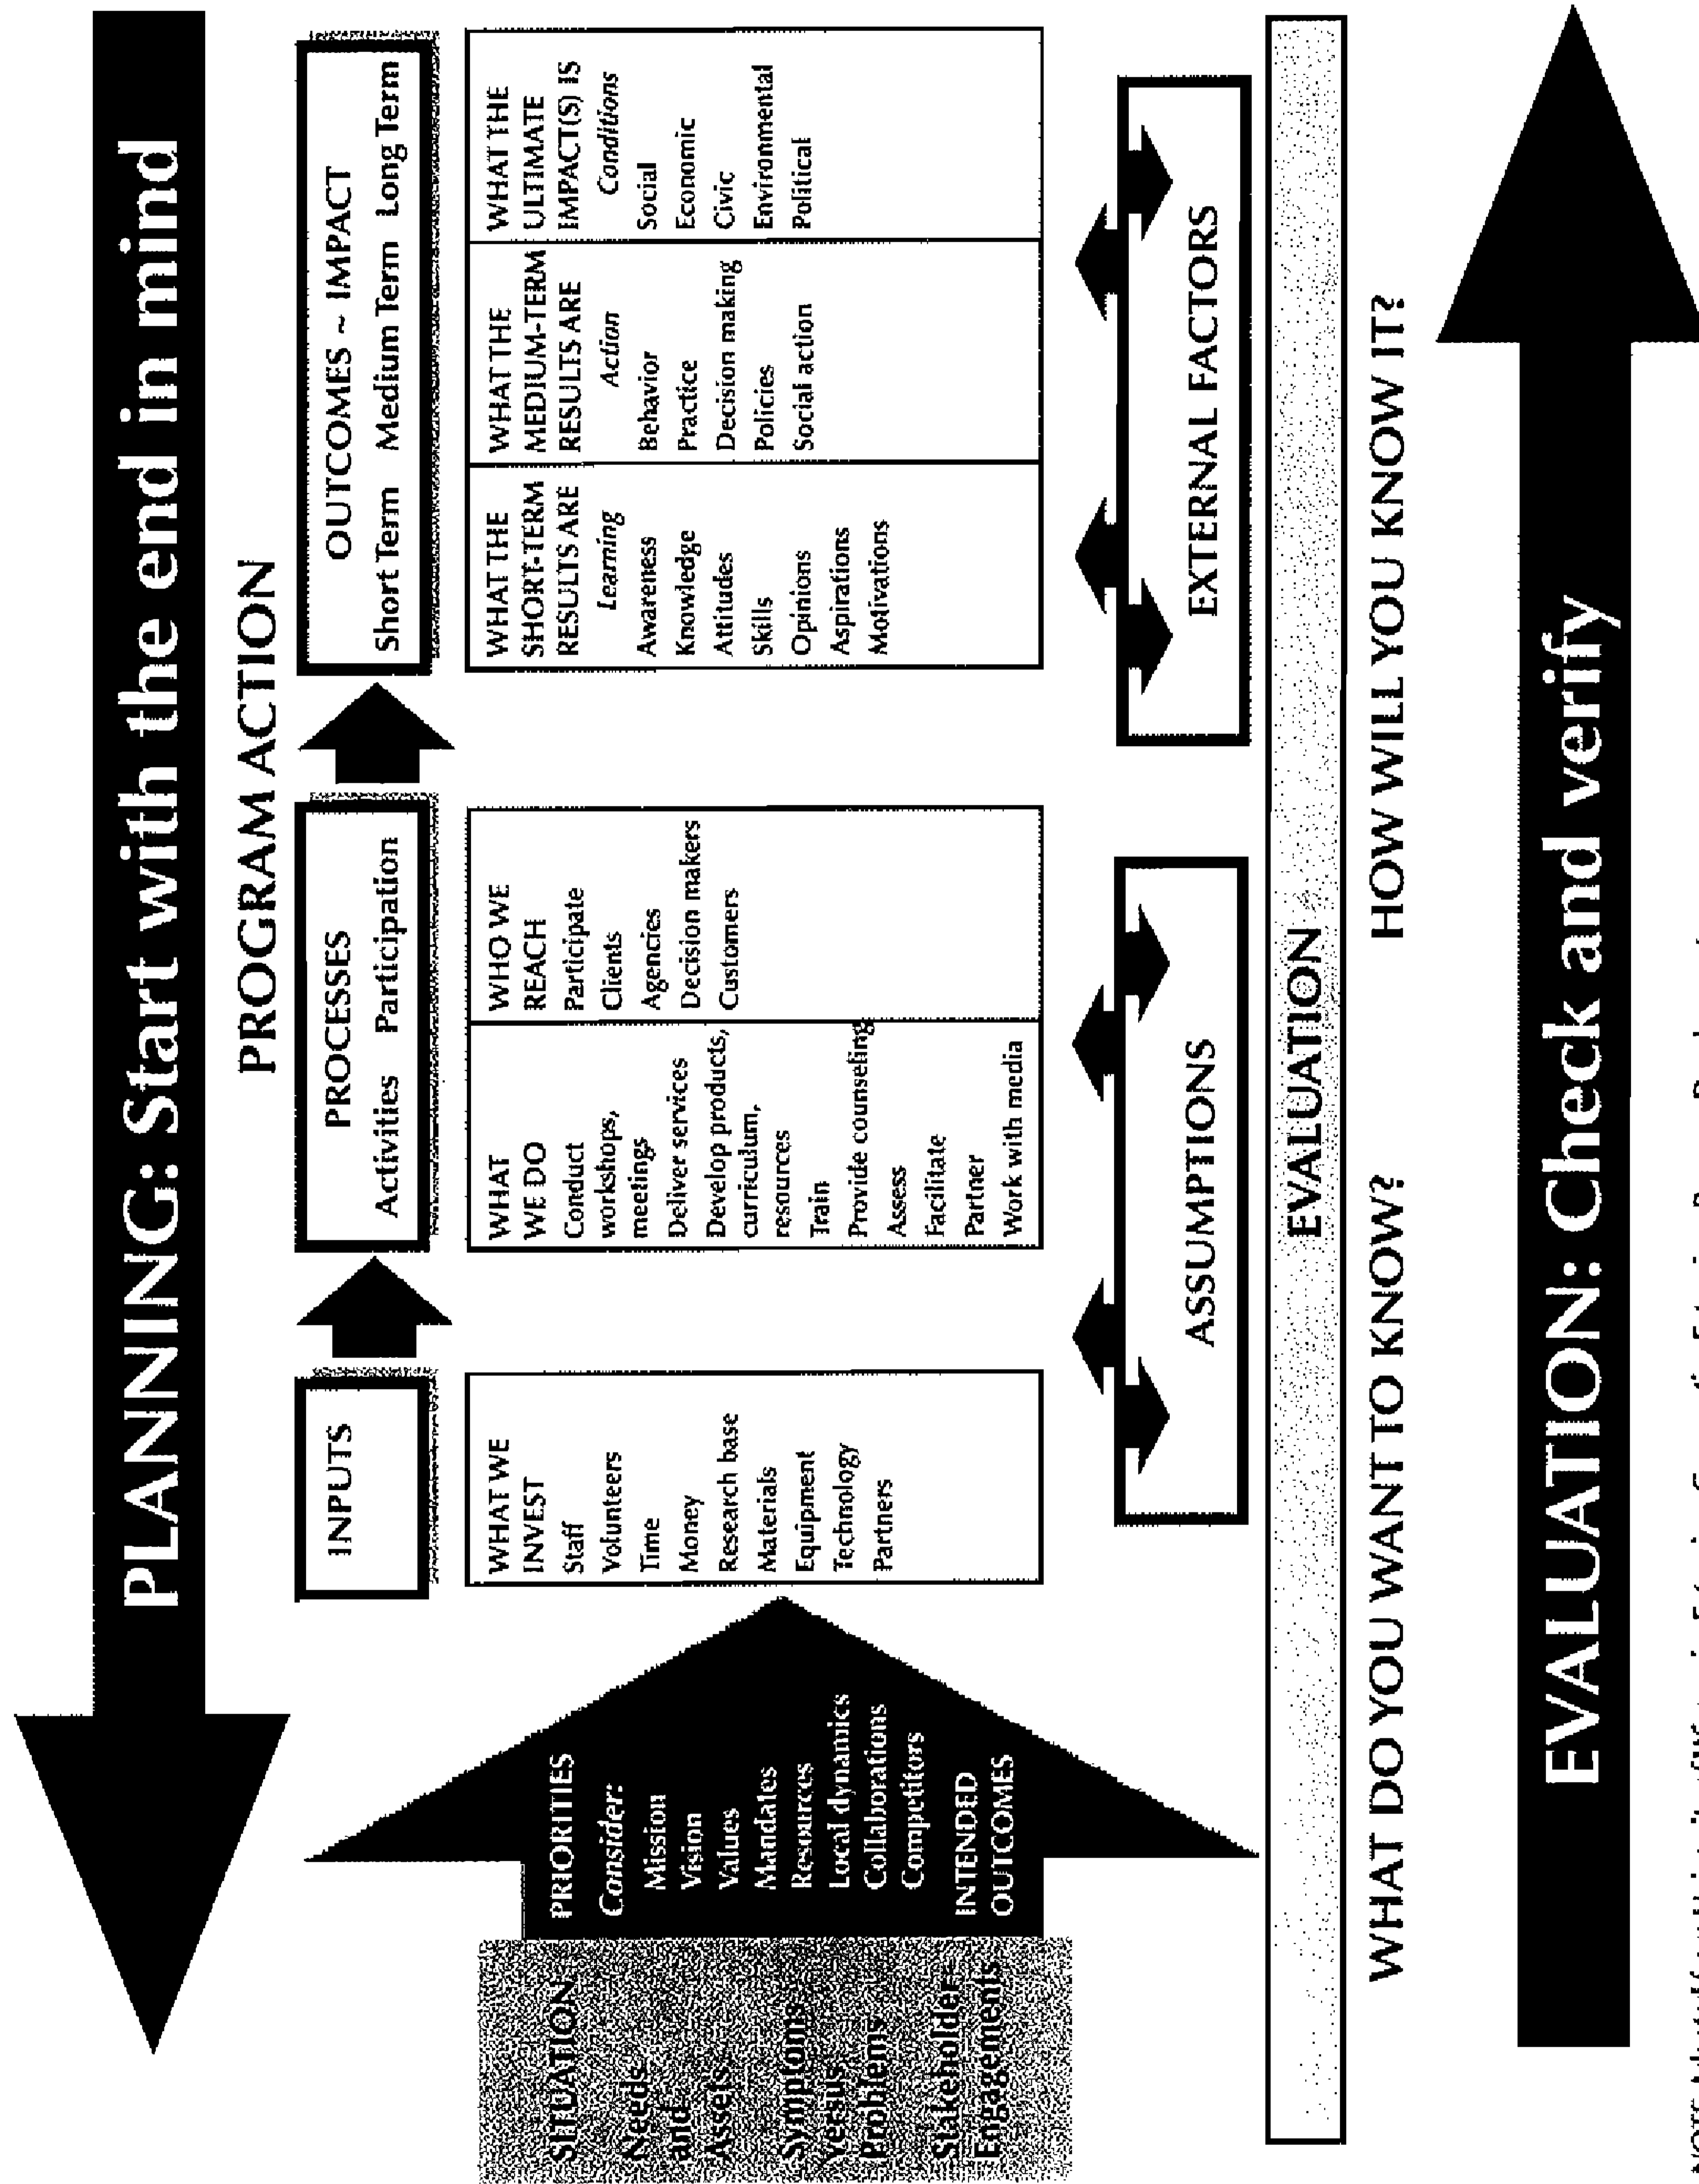 PLANNING: Start with the end in mind
PROGRAM ACTION
SITUATION
Needs
and
Assets
Symptoms
versus
Problems
Stakeholder
Engagements
PRIORITIES
Consider:
Mission
Vision
Values
Mandates
Resources
Local dynamics
Collaborations
Competitors
INTENDED
OUTCOMES
INPUTS
WHAT WE
INVEST
Staff
Volunteers
Time
Money
Research base
Materials
Equipment
Technology
Partners
PROCESSES
Activities Participation
WHAT
WE DO
Conduct
workshops,
meetings
Deliver services
Develop products,
curriculum,
resources
Train
Provide counseling
Assess
Facilitate
Partner
Work with media
WHO WE
REACH
Participate
Clients
Agencies
Decision makers
Customers
OUTCOMES ~ IMPACT
Short Term Medium Term Long Term
WHAT THE
SHORT-TERM
RESULTS ARE
Learning
Awareness
Knowledge
Attitudes
Skills
Opinions
Aspirations
Motivations
WHAT THE
MEDIUM-TERM
RESULTS ARE
Action
Behavior
Practice
Decision making
Policies
Social action
WHAT THE
ULTIMATE
IMPACT(S) IS
Conditions
Social
Economic
Civic
Environmental
Political
ASSUMPTIONS
EXTERNAL FACTORS
EVALUATION
WHAT DO YOU WANT TO KNOW?
HOW WILL YOU KNOW IT?
EVALUATION: Check and verify